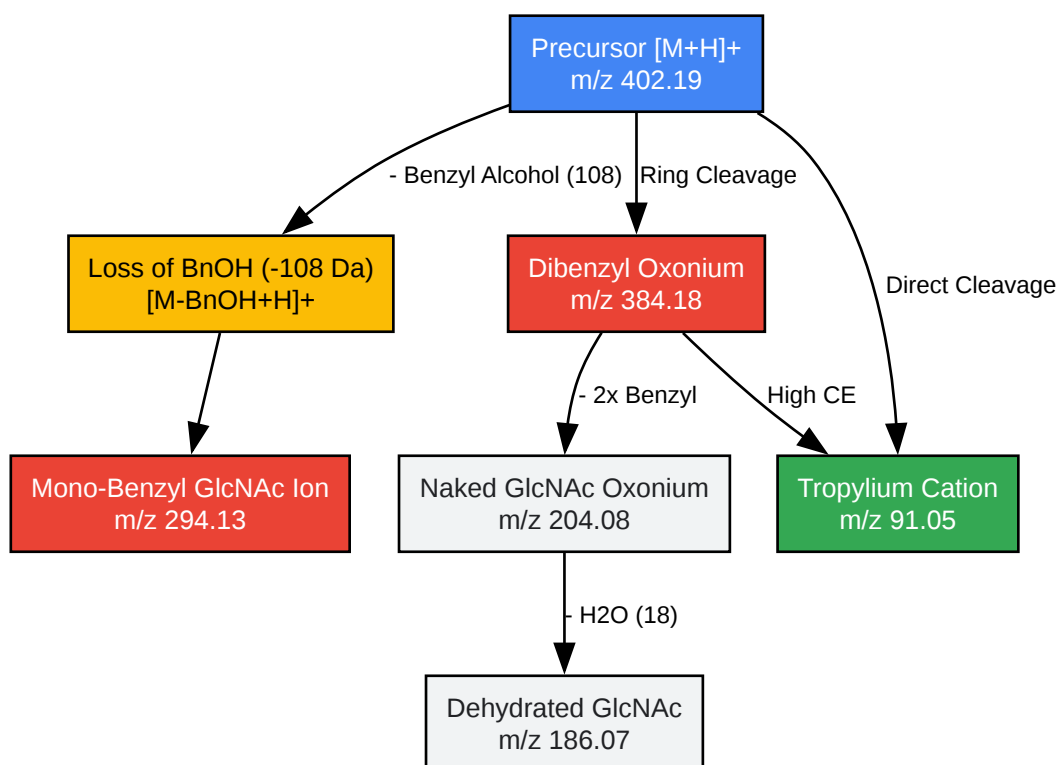 Precursor [M+H]+
m/z 402.19
- Benzyl Alcohol (108)
Ring Cleavage
Loss of BnOH (-108 Da)
[M-BnOH+H]+
Dibenzyl Oxonium
m/z 384.18
Direct Cleavage
- 2x Benzyl
High CE
Mono-Benzyl GlcNAc Ion
m/z 294.13
Naked GlcNAc Oxonium
m/z 204.08
Tropylium Cation
m/z 91.05
- H2O (18)
Dehydrated GlcNAc
m/z 186.07